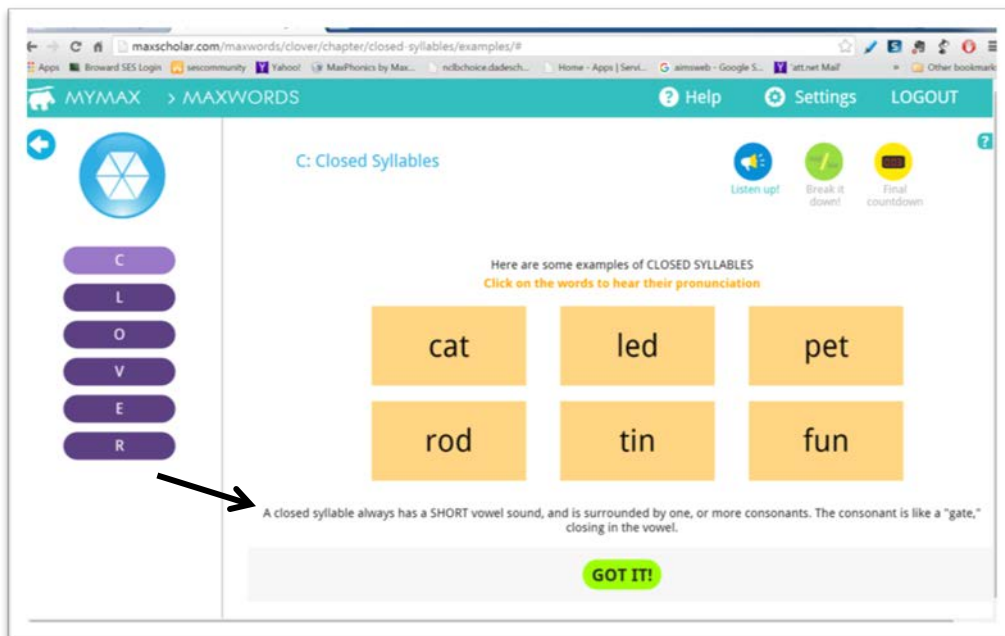 maxscholar.com/maxwords/clover/chapter/closed-syllables/examples/#
Apps Broward SES Login sescommunity Yahoo! MaxPhonics by Max... nclbchoice.dadesch... Home - Apps | Servi... aimsweb - Google S... 'att.net Mail' » Other bookmark
MYMAX > MAXWORDS ? Help Settings LOGOUT
?
C: Closed Syllables
Listen up! Break it down! Final countdown
C
L
O
V
E
R
Here are some examples of CLOSED SYLLABLES
Click on the words to hear their pronunciation
cat led pet
rod tin fun
A closed syllable always has a SHORT vowel sound, and is surrounded by one, or more consonants. The consonant is like a "gate,"
closing in the vowel.
GOT IT!